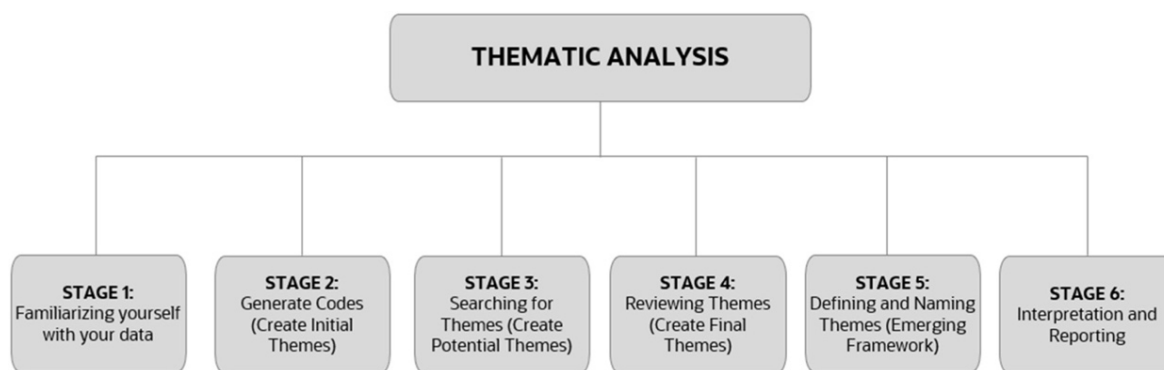 THEMATIC ANALYSIS
STAGE 1:
Familiarizing yourself
with your data
STAGE 2:
Generate Codes
(Create Initial
Themes)
STAGE 3:
Searching for
Themes (Create
Potential Themes)
STAGE 4:
Reviewing Themes
(Create Final
Themes)
STAGE 5:
Defining and Naming
Themes (Emerging
Framework)
STAGE 6:
Interpretation and
Reporting